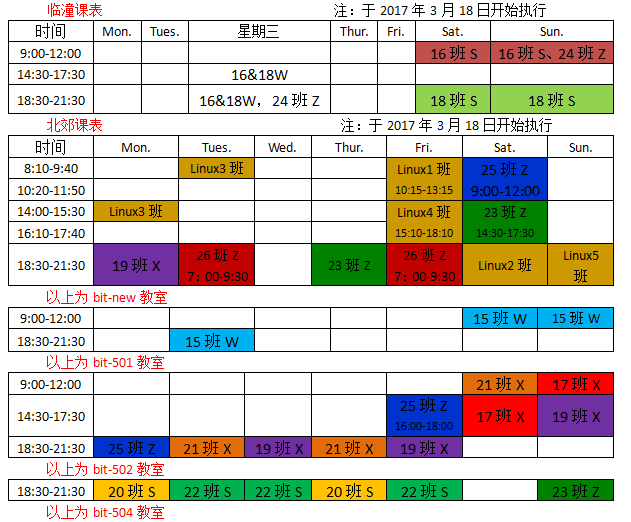 临潼课表 注：于 2017 年 3 月 18 日开始执行
时间 Mon. Tues. 星期三 Thur. Fri. Sat. Sun.
9:00-12:00 16 班 S 16 班 S、24 班 Z
14:30-17:30 16&18W
18:30-21:30 16&18W，24 班 Z 18 班 S 18 班 S
北郊课表 注：于 2017 年 3 月 18 日开始执行
时间 Mon. Tues. Wed. Thur. Fri. Sat. Sun.
8:10-9:40 Linux3 班 Linux1 班 25 班 Z
10:20-11:50 10:15-13:15 9:00-12:00
14:00-15:30 Linux3 班 Linux4 班 23 班 Z
16:10-17:40 15:10-18:10 14:30-17:30
18:30-21:30 19 班 X 26 班 Z 23 班 Z 26 班 Z Linux2 班 Linux5
7：00-9:30 7：00-9:30 班
以上为 bit-new 教室
9:00-12:00 15 班 W 15 班 W
18:30-21:30 15 班 W
以上为 bit-501 教室
9:00-12:00 21 班 X 17 班 X
14:30-17:30 25 班 Z 17 班 X 19 班 X
16:00-18:00
18:30-21:30 25 班 Z 21 班 X 19 班 X 21 班 X 19 班 X
以上为 bit-502 教室
18:30-21:30 20 班 S 22 班 S 22 班 S 20 班 S 22 班 S 23 班 Z
以上为 bit-504 教室